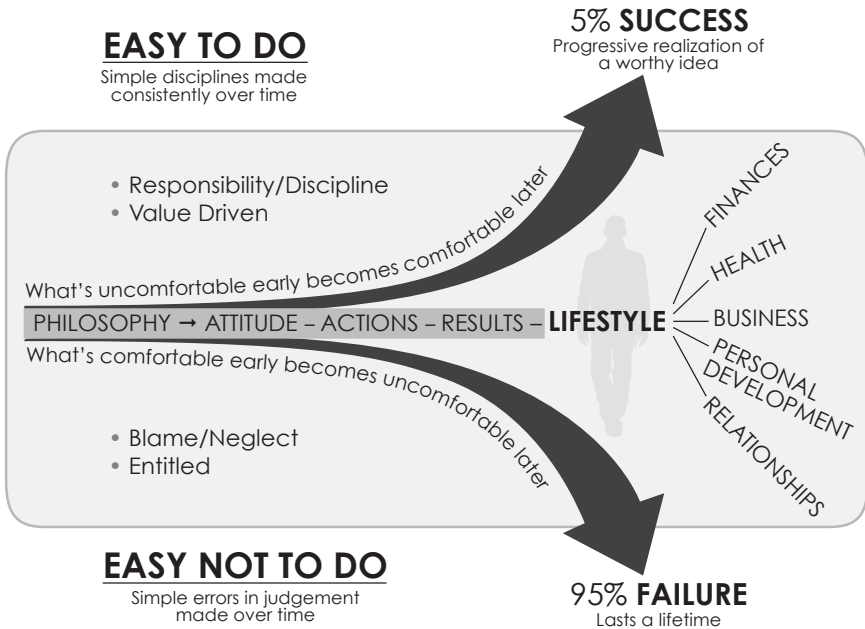 EASY TO DO
Simple disciplines made
consistently over time
5% SUCCESS
Progressive realization of
a worthy idea
• Responsibility/Discipline
• Value Driven
What's uncomfortable early becomes comfortable later
PHILOSOPHY → ATTITUDE – ACTIONS – RESULTS – LIFESTYLE
What's comfortable early becomes uncomfortable later
FINANCES
HEALTH
BUSINESS
PERSONAL
DEVELOPMENT
RELATIONSHIPS
• Blame/Neglect
• Entitled
EASY NOT TO DO
Simple errors in judgement
made over time
95% FAILURE
Lasts a lifetime